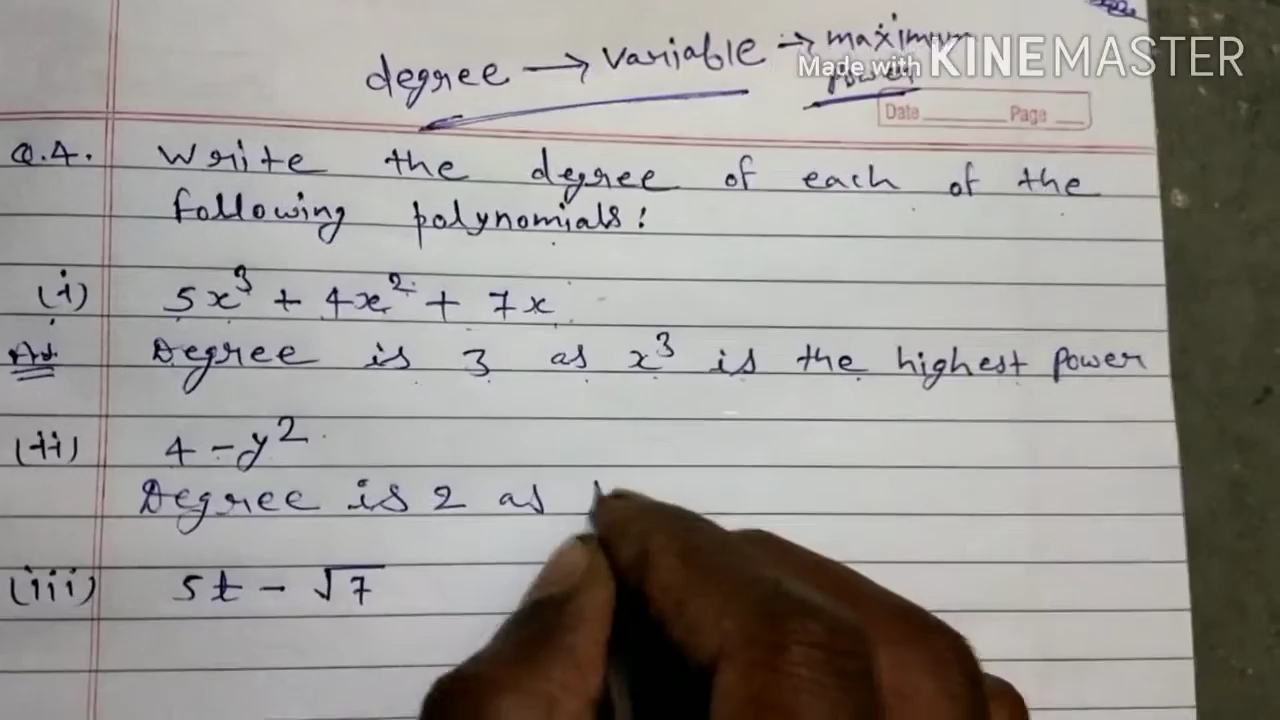 degree → variable → maximum
power
Made with KINEMASTER
Date Page
Q.4. Write the degree of each of the
following polynomials:
(i) 5x³ + 4x² + 7x
Degree is 3 as x³ is the highest power
(ii) 4 - y²
Degree is 2 as
(iii) 5t - √7